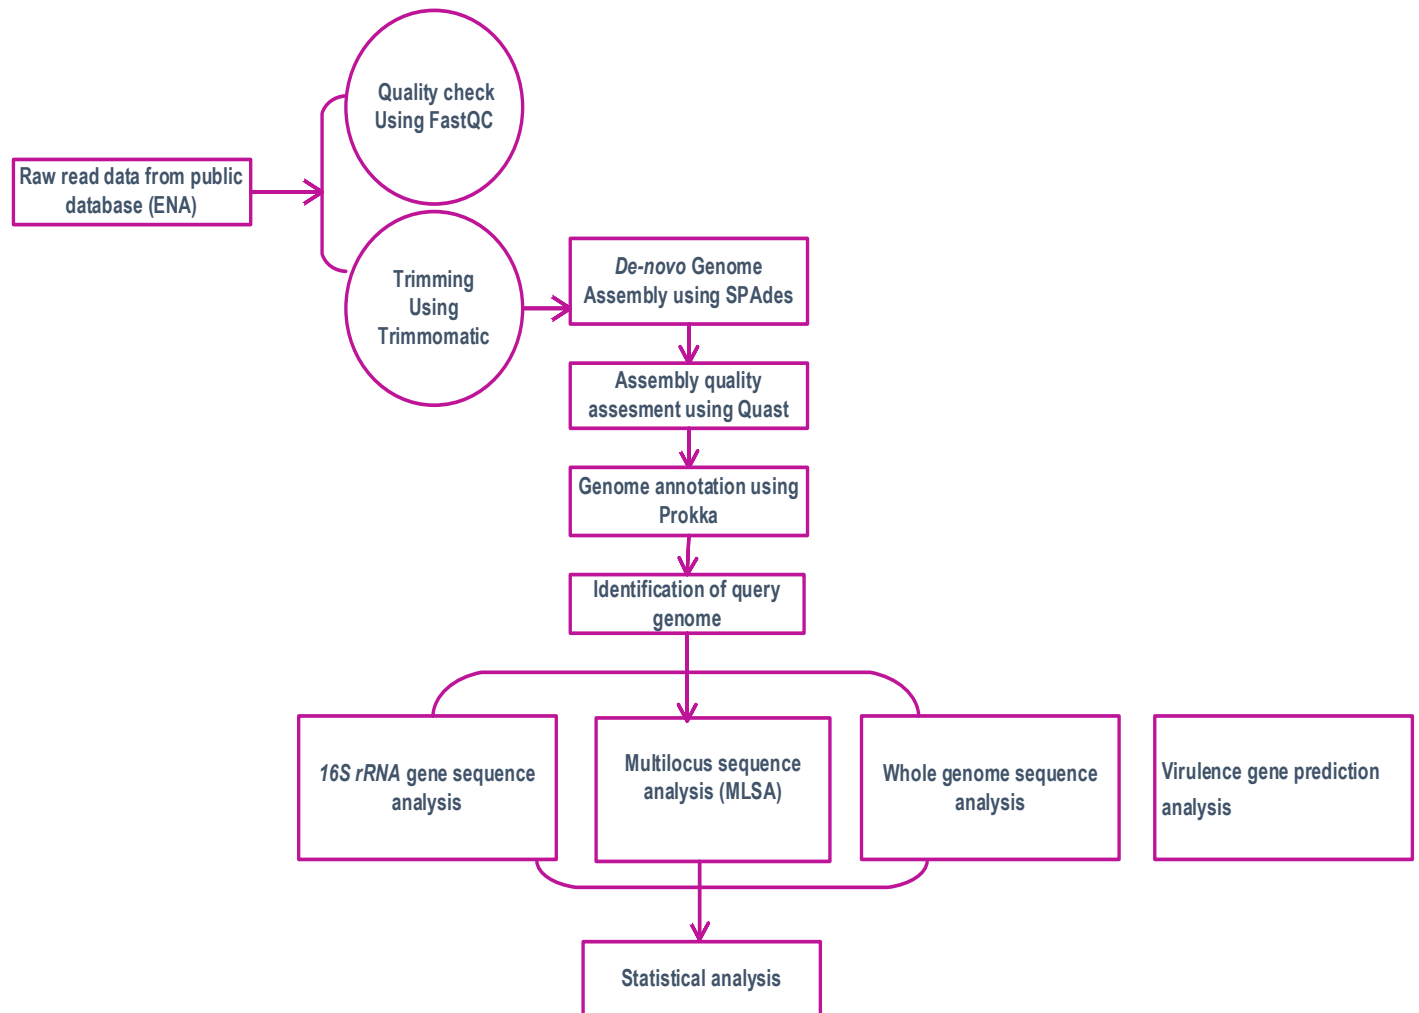 Quality check
Using FastQC
Raw read data from public
database (ENA)
Trimming
Using
Trimmomatic
De-novo Genome
Assembly using SPAdes
Assembly quality
assesment using Quast
Genome annotation using
Prokka
Identification of query
genome
16S rRNA gene sequence
analysis
Multilocus sequence
analysis (MLSA)
Whole genome sequence
analysis
Virulence gene prediction
analysis
Statistical analysis